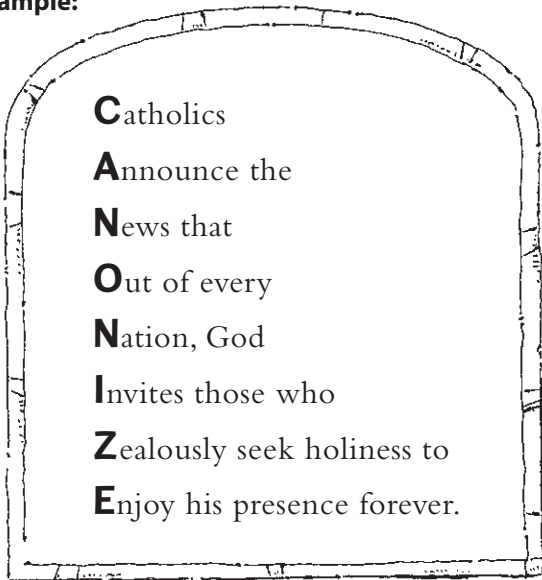 ample:
Catholics
Announce the
News that
Out of every
Nation, God
Invites those who
Zealously seek holiness to
Enjoy his presence forever.